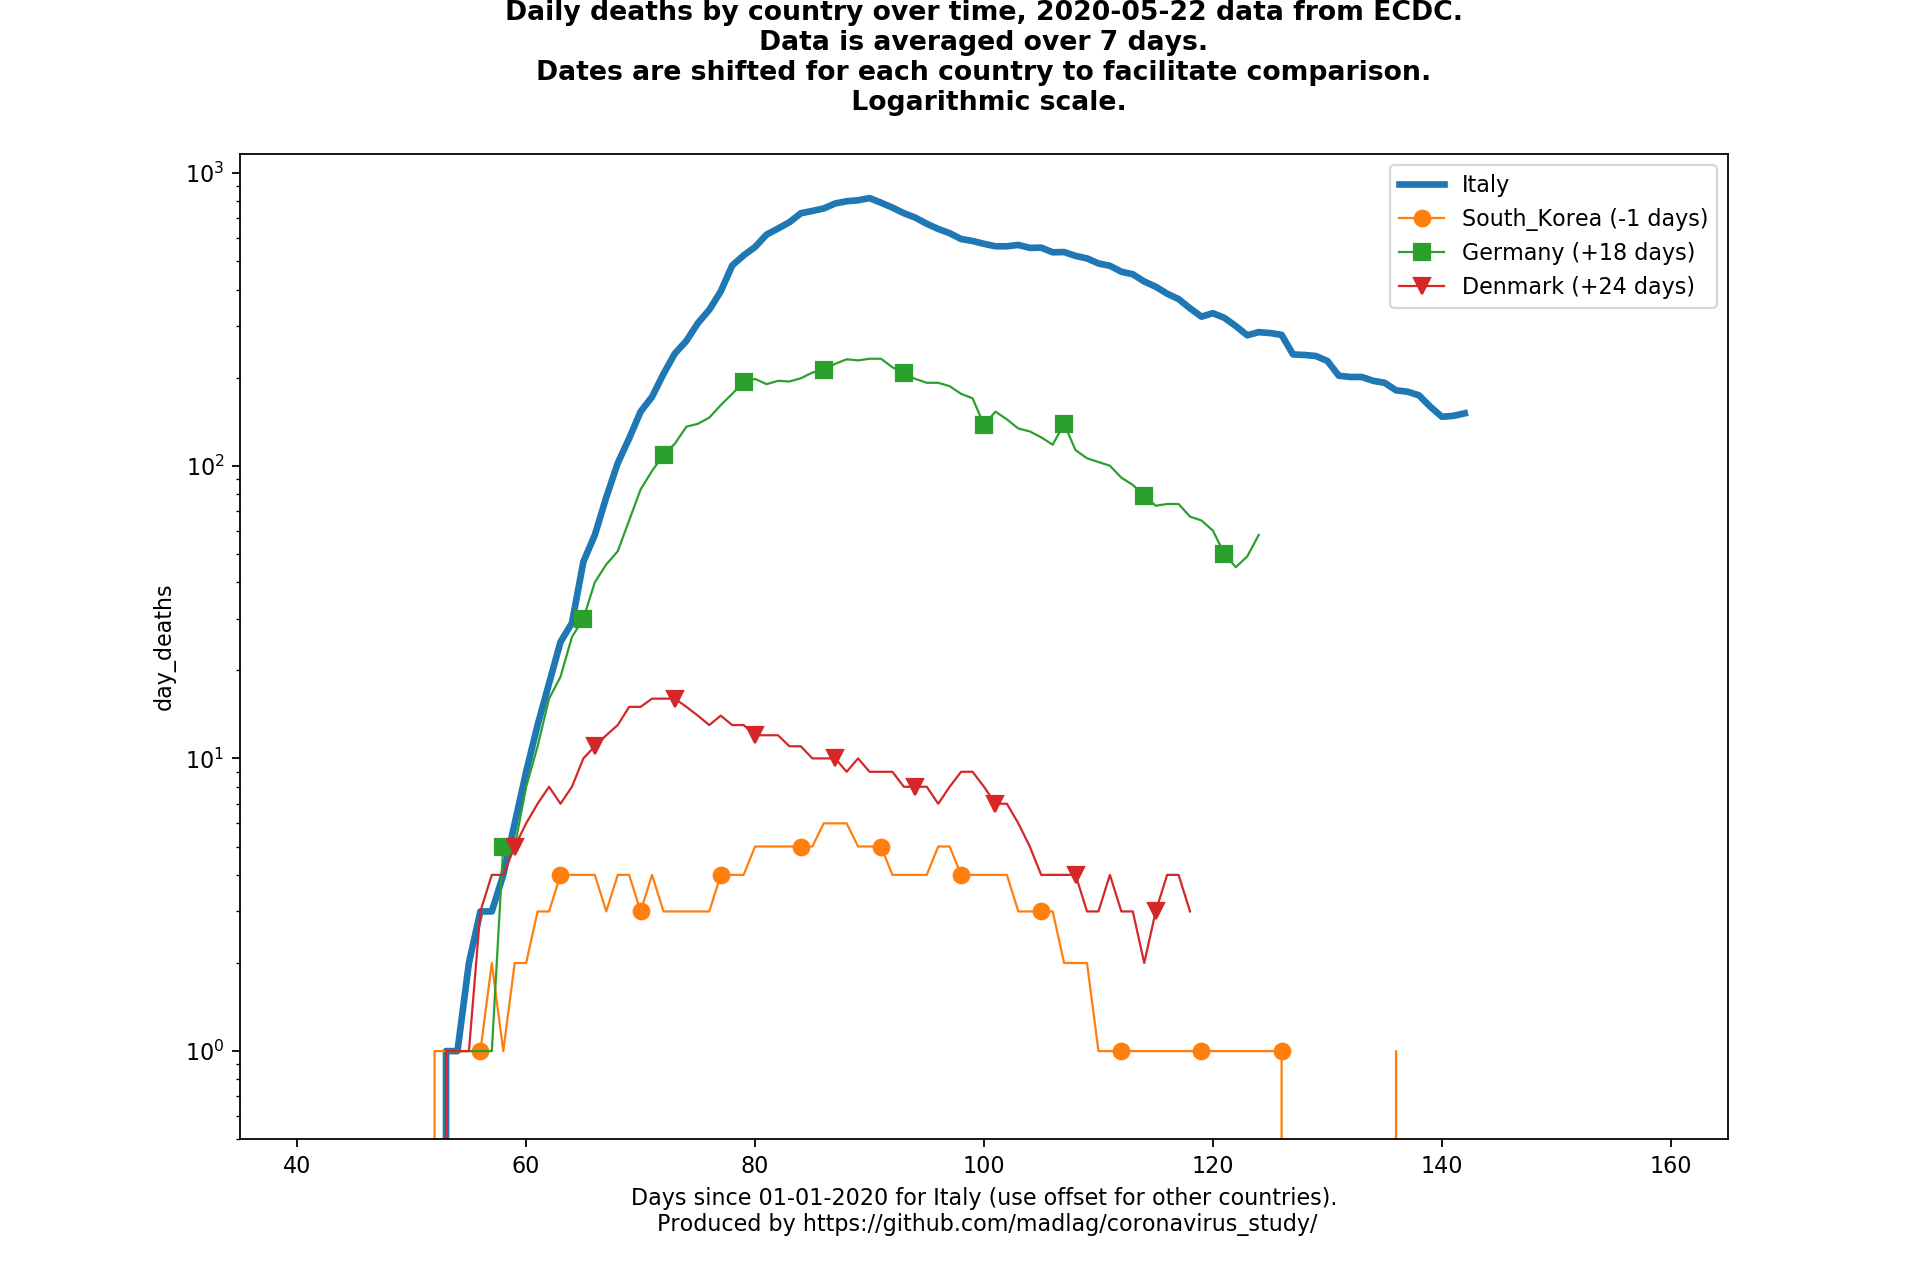 Daily deaths by country over time, 2020-05-22 data from ECDC.
Data is averaged over 7 days.
Dates are shifted for each country to facilitate comparison.
Logarithmic scale.
10³
10²
10¹
10⁰
day_deaths
Italy
South_Korea (-1 days)
Germany (+18 days)
Denmark (+24 days)
40 60 80 100 120 140 160
Days since 01-01-2020 for Italy (use offset for other countries).
Produced by https://github.com/madlag/coronavirus_study/